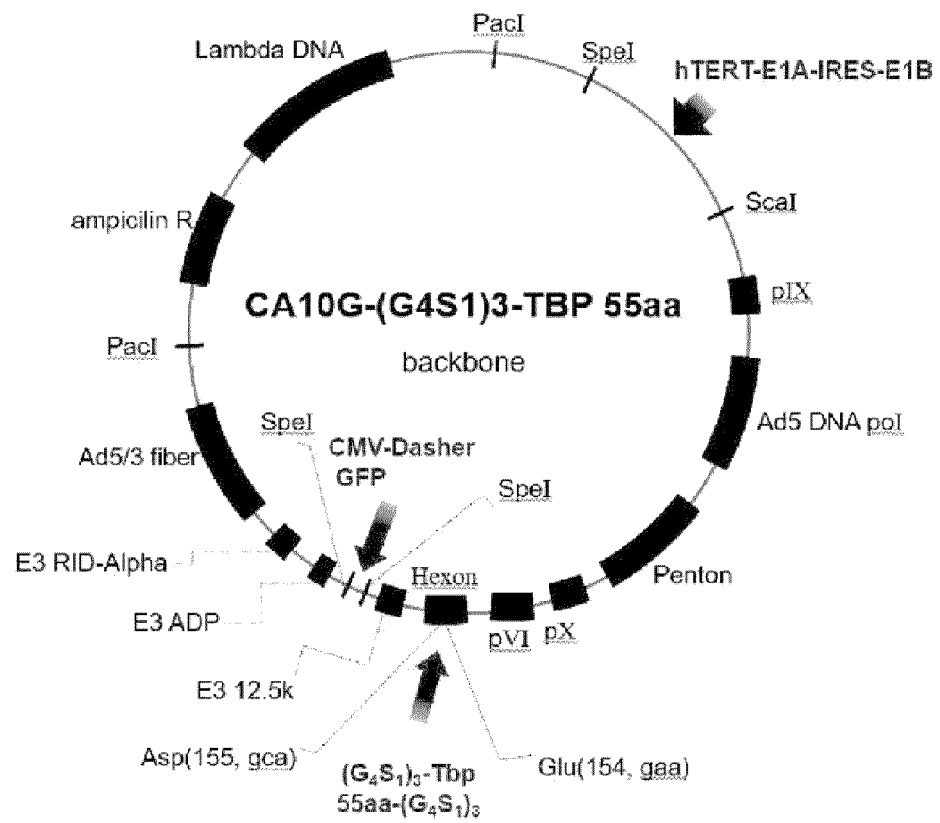 PacI
Lambda DNA
SpeI
hTERT-E1A-IRES-E1B
ScaI
ampicilin R
pIX
CA10G-(G4S1)3-TBP 55aa
backbone
PacI
Ad5 DNA pol
SpeI
CMV-Dasher
GFP
Ad5/3 fiber
SpeI
E3 RID-Alpha
Hexon
Penton
E3 ADP
pVI
pX
E3 12.5k
Asp(155, gca)
(G₄S₁)₃-Tbp
55aa-(G₄S₁)₃
Glu(154, gaa)